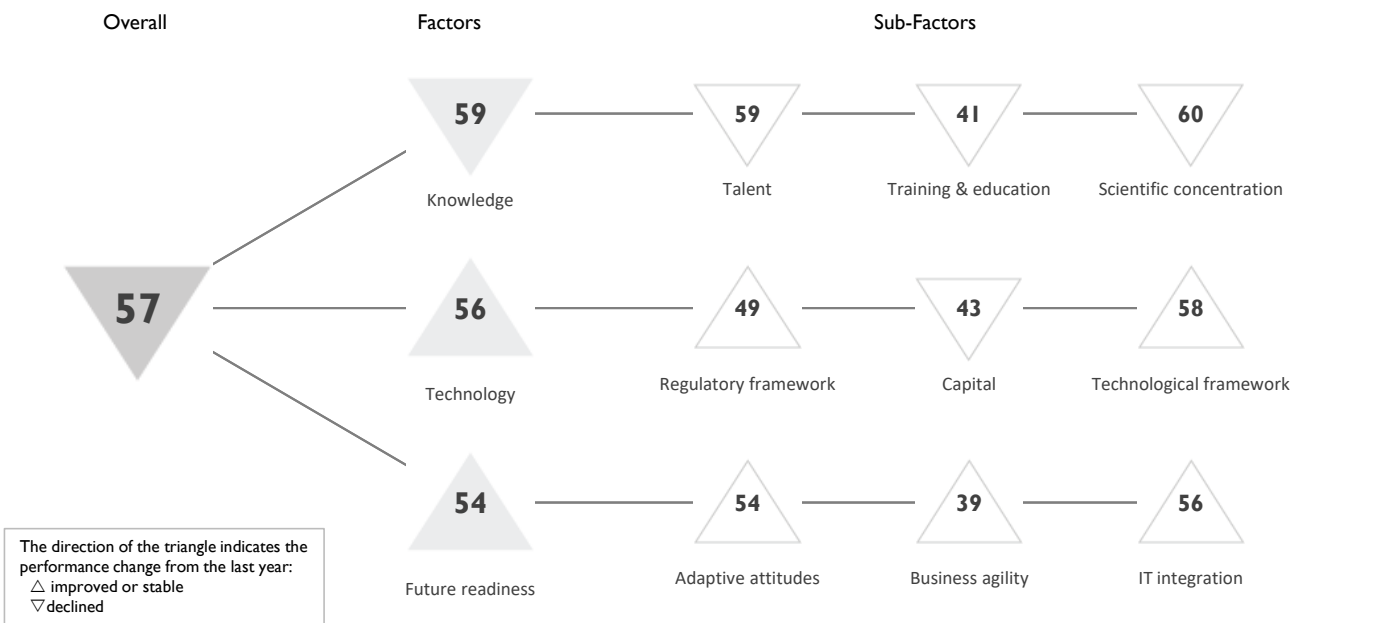 Overall Factors Sub-Factors
59 59 41 60
Knowledge Talent Training & education Scientific concentration
57 56 49 43 58
Technology Regulatory framework Capital Technological framework
54 54 39 56
Future readiness Adaptive attitudes Business agility IT integration
The direction of the triangle indicates the
performance change from the last year:
△ improved or stable
▽ declined